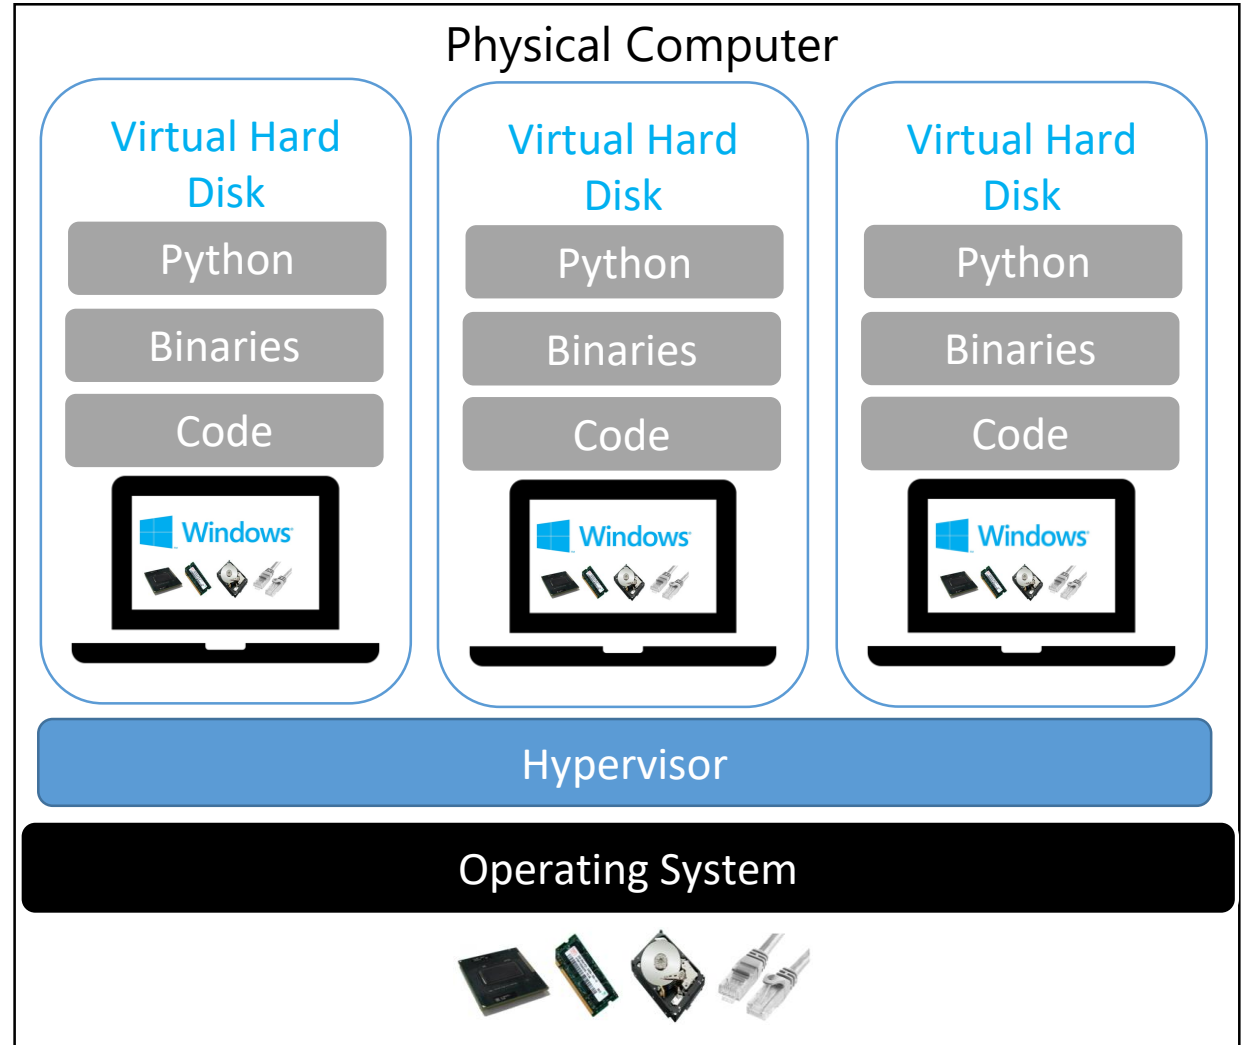 Physical Computer
Virtual Hard
Disk
Python
Binaries
Code
Windows
Virtual Hard
Disk
Python
Binaries
Code
Windows
Virtual Hard
Disk
Python
Binaries
Code
Windows
Hypervisor
Operating System